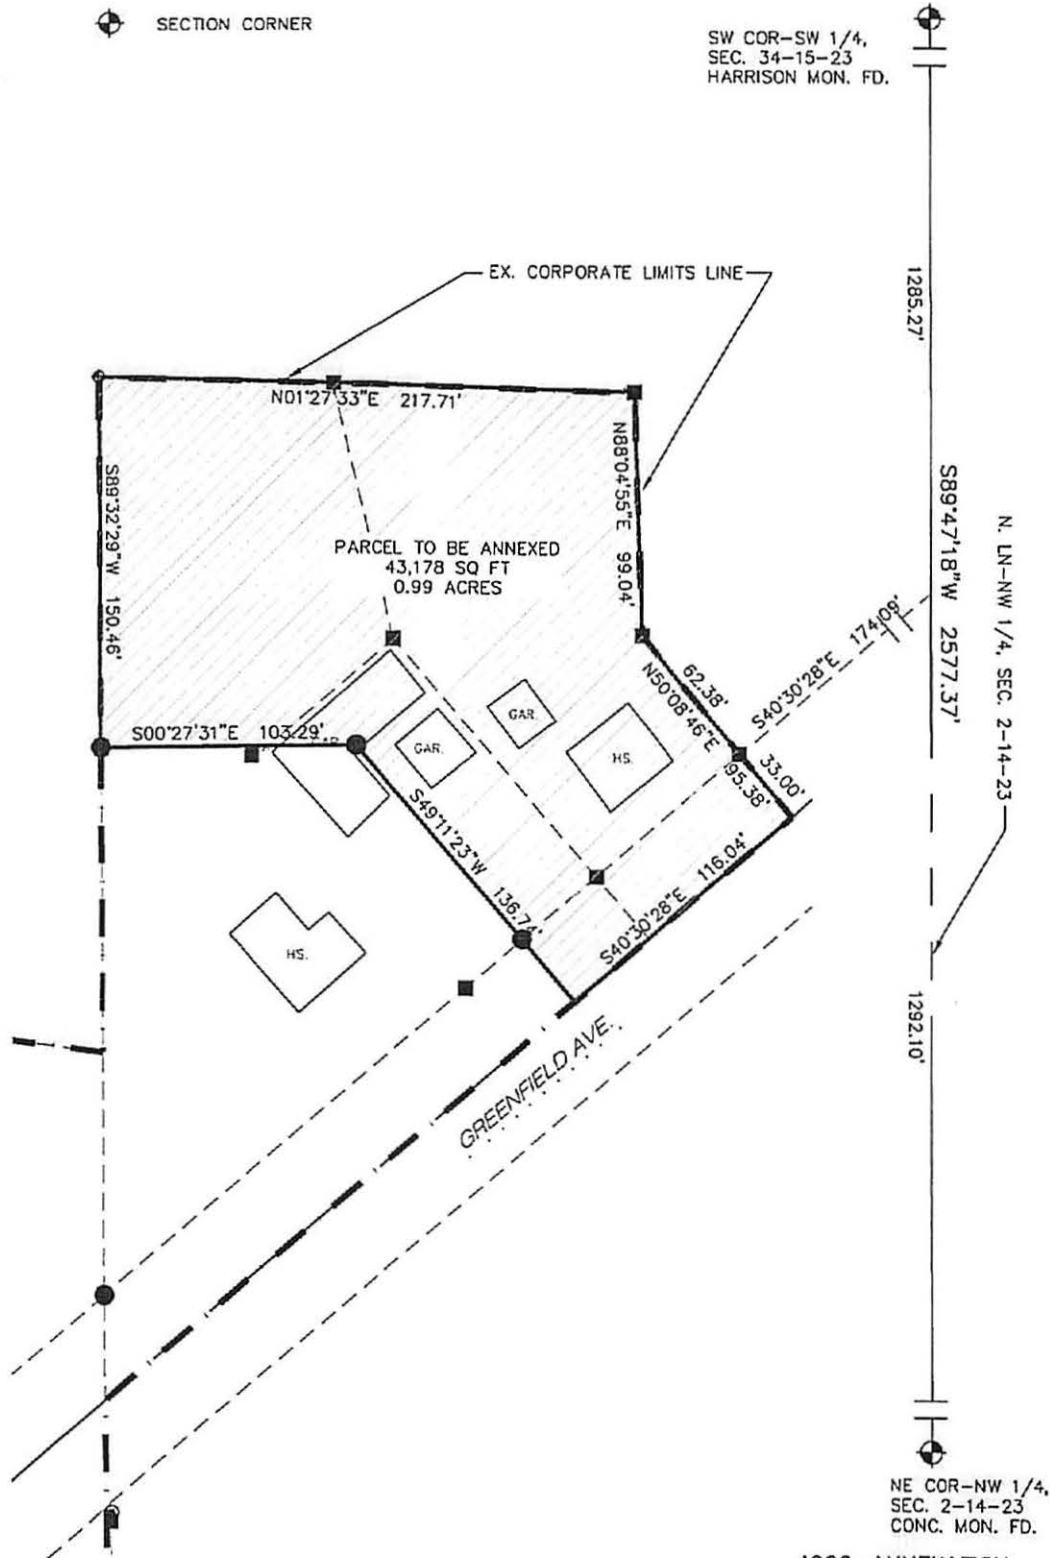 SECTION CORNER
SW COR-SW 1/4,
SEC. 34-15-23
HARRISON MON. FD.
EX. CORPORATE LIMITS LINE
1285.27'
N01°27'33"E 217.71'
N88°04'55"E 99.04'
S89°32'29"W 150.46'
PARCEL TO BE ANNEXED
43,178 SQ FT
0.99 ACRES
S89°47'18"W 2577.37'
N. LN-NW 1/4, SEC. 2-14-23
S40°30'28"E 174.09'
62.38'
N50°08'46"E 95.38'
33.00'
S00°27'31"E 103.29'
GAR.
GAR.
HS.
S49°11'23"W 136.74'
S40°30'28"E 116.04'
HS.
GREENFIELD AVE.
1292.10'
NE COR-NW 1/4,
SEC. 2-14-23
CONC. MON. FD.